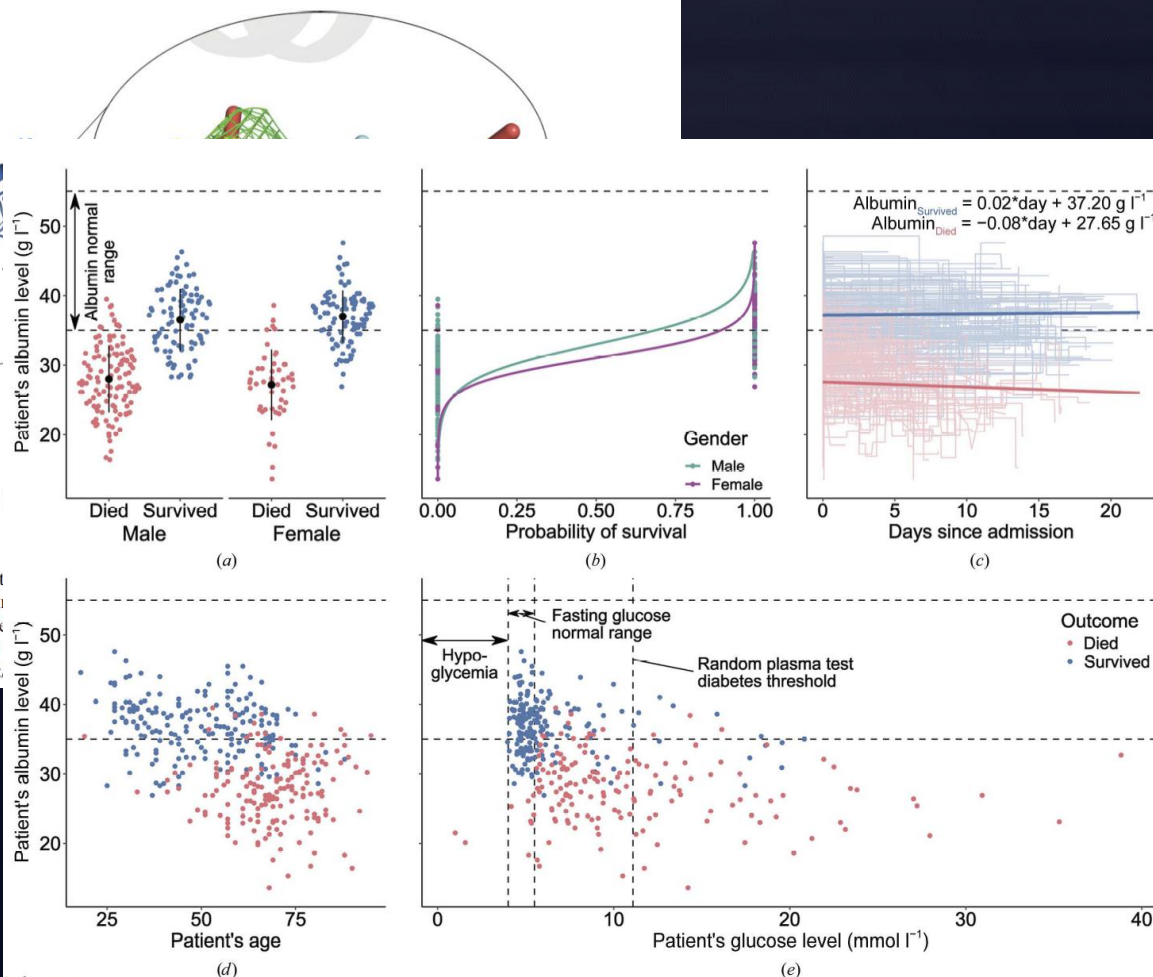 Patient's albumin level (g l⁻¹)
50
40
30
20
Albumin normal
range
Died Survived Died Survived
Male Female
(a)
Gender
Male
Female
0.00 0.25 0.50 0.75 1.00
Probability of survival
(b)
Albumin Survived = 0.02*day + 37.20 g l⁻¹
Albumin Died = −0.08*day + 27.65 g l⁻¹
0 5 10 15 20
Days since admission
(c)
Patient's albumin level (g l⁻¹)
50
40
30
20
25 50 75
Patient's age
(d)
Hypo-
glycemia
Fasting glucose
normal range
Random plasma test
diabetes threshold
Outcome
Died
Survived
0 10 20 30 40
Patient's glucose level (mmol l⁻¹)
(e)